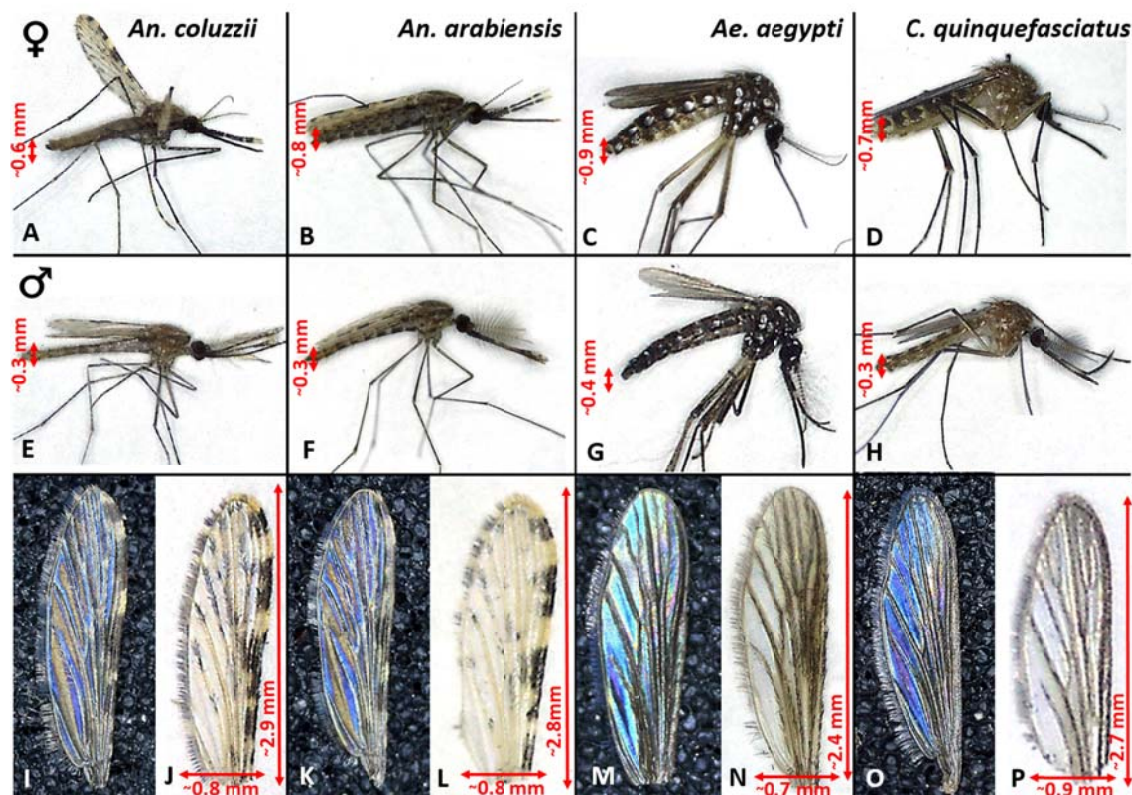 ♀ An. coluzzii An. arabiensis Ae. aegypti C. quinquefasciatus
~0.6 mm ~0.8 mm ~0.9 mm ~0.7 mm
A B C D
♂
~0.3 mm ~0.3 mm ~0.4 mm ~0.3 mm
E F G H
~2.9 mm ~2.8mm ~2.4 mm ~2.7 mm
I J K L M N O P
~0.8 mm ~0.8 mm ~0.7 mm ~0.9 mm